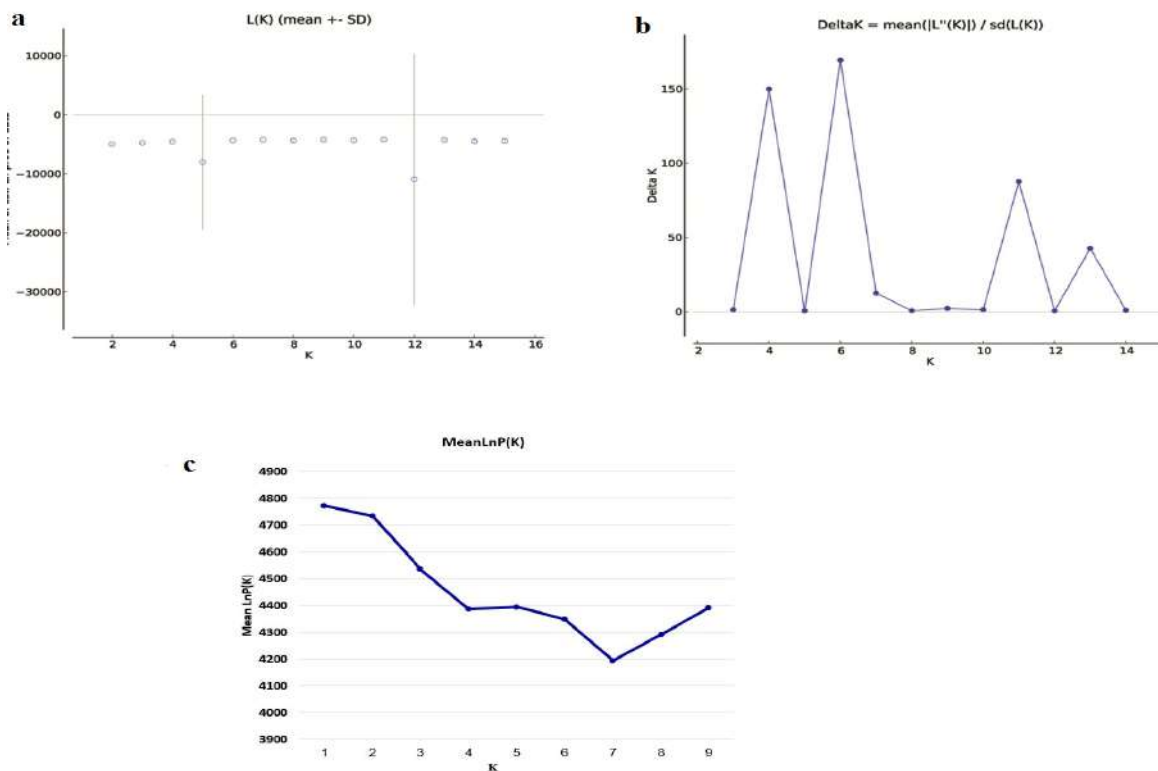 a
L(K) (mean +- SD)
10000
0
−10000
−20000
−30000
2 4 6 8 10 12 14 16
K
b
DeltaK = mean(|L"(K)|) / sd(L(K))
Delta K
150
100
50
0
2 4 6 8 10 12 14
K
c
MeanLnP(K)
Mean LnP(K)
4900
4800
4700
4600
4500
4400
4300
4200
4100
4000
3900
1 2 3 4 5 6 7 8 9
K